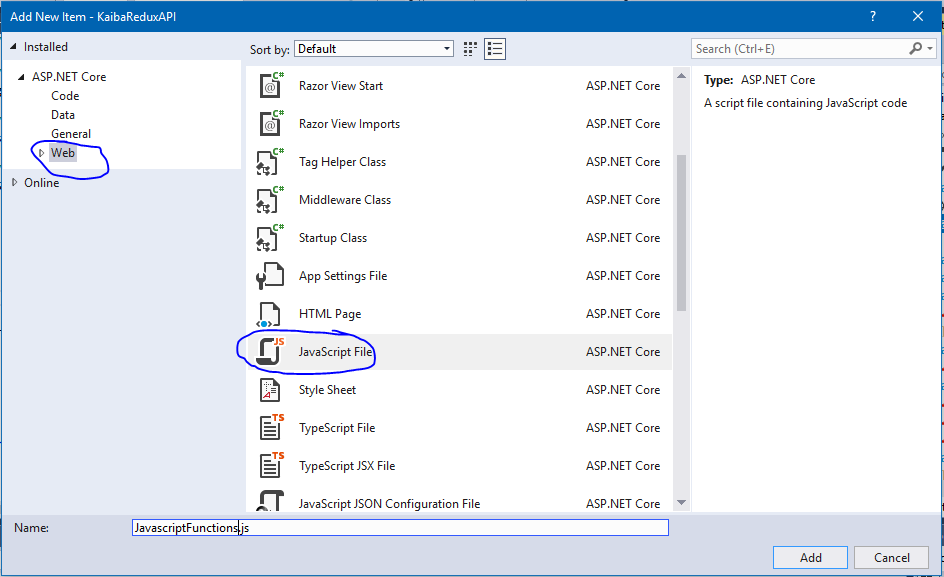 Add New Item - KaibaReduxAPI
?
Installed
Sort by: Default
Search (Ctrl+E)
ASP.NET Core
Code
Data
General
Web
Online
C# Razor View Start ASP.NET Core
C# Razor View Imports ASP.NET Core
C# Tag Helper Class ASP.NET Core
C# Middleware Class ASP.NET Core
C# Startup Class ASP.NET Core
App Settings File ASP.NET Core
HTML Page ASP.NET Core
JS JavaScript File ASP.NET Core
Style Sheet ASP.NET Core
TS TypeScript File ASP.NET Core
TS TypeScript JSX File ASP.NET Core
JavaScript JSON Configuration File ASP.NET Core
Type: ASP.NET Core
A script file containing JavaScript code
Name: JavascriptFunctions.js
Add Cancel